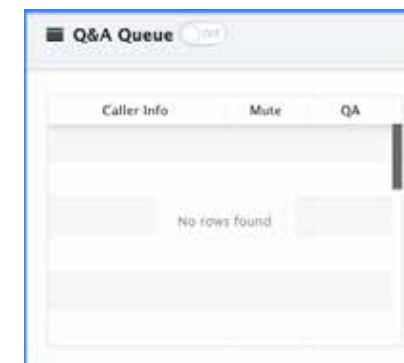 Q&A Queue OFF
Caller Info Mute QA
No rows found